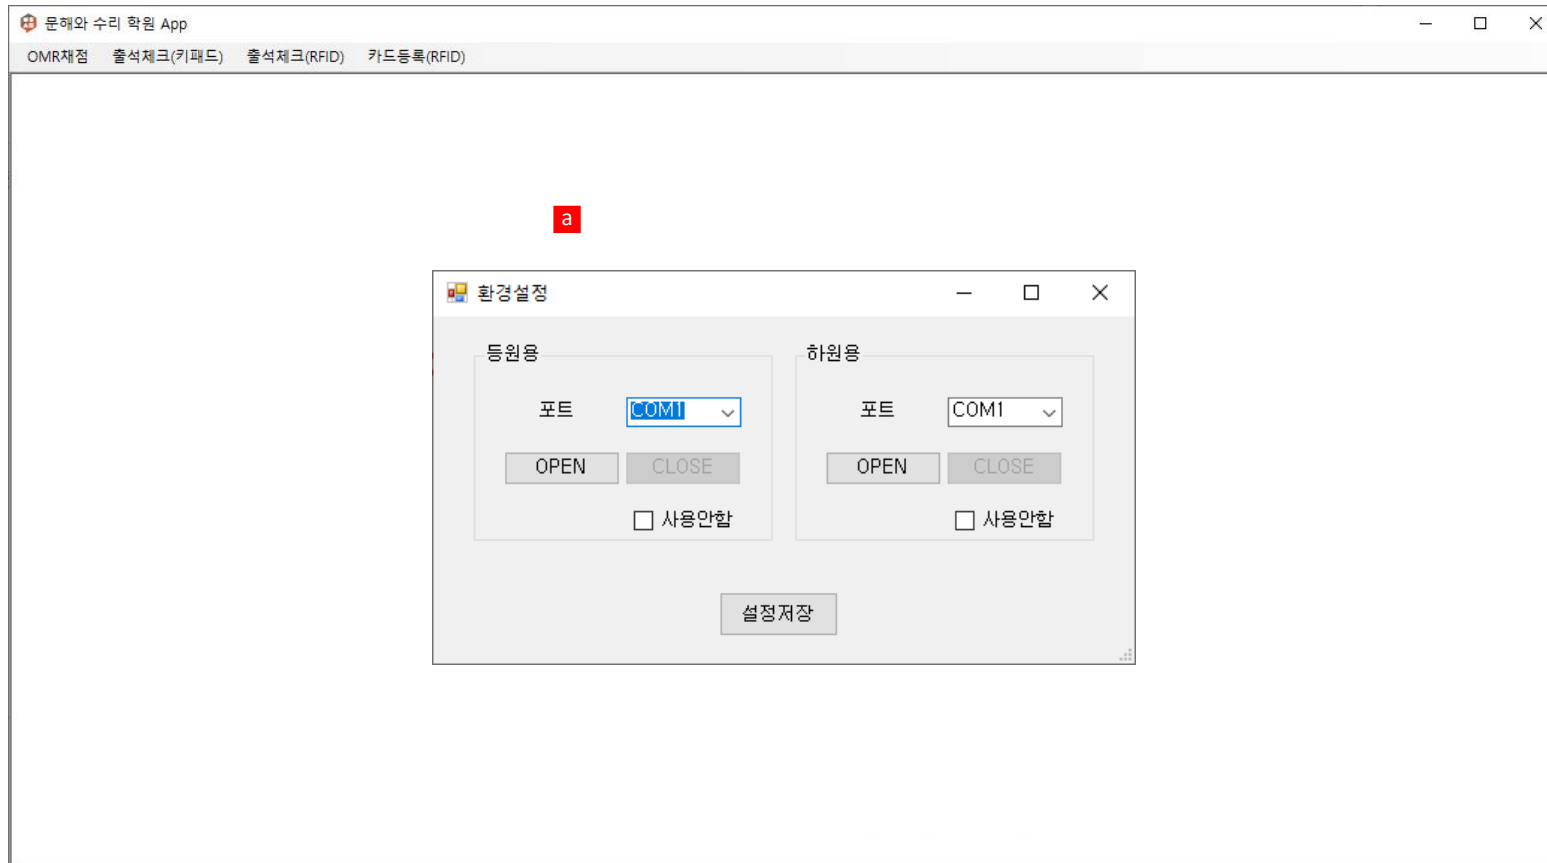 문해와 수리 학원 App
OMR채점 출석체크(키패드) 출석체크(RFID) 카드등록(RFID)
a
환경설정
등원용 하원용
포트 COM1 포트 COM1
OPEN CLOSE OPEN CLOSE
사용안함 사용안함
설정저장